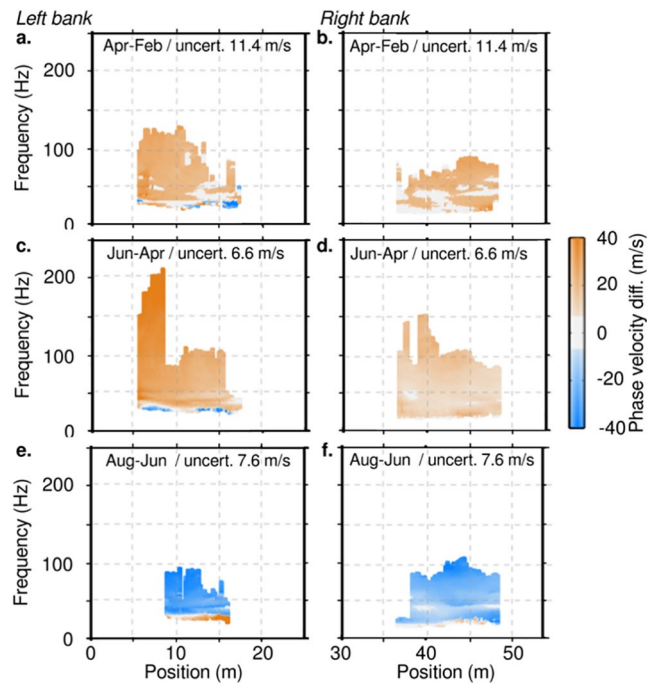 Left bank
Right bank
a.
Apr-Feb / uncert. 11.4 m/s
b.
Apr-Feb / uncert. 11.4 m/s
Frequency (Hz)
200
100
0
c.
Jun-Apr / uncert. 6.6 m/s
d.
Jun-Apr / uncert. 6.6 m/s
Frequency (Hz)
200
100
0
40
20
0
-20
-40
Phase velocity diff. (m/s)
e.
Aug-Jun / uncert. 7.6 m/s
f.
Aug-Jun / uncert. 7.6 m/s
Frequency (Hz)
200
100
0
0 10 20
30 40 50
Position (m)
Position (m)